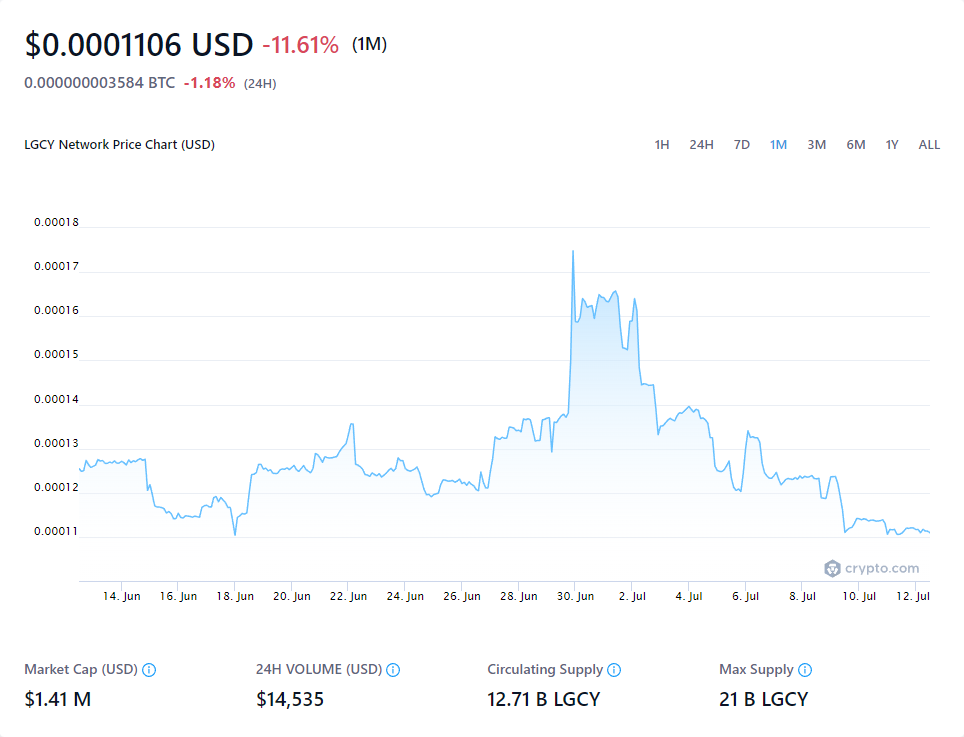 $0.0001106 USD -11.61% (1M)
0.000000003584 BTC -1.18% (24H)
LGCY Network Price Chart (USD)
1H 24H 7D 1M 3M 6M 1Y ALL
0.00018
0.00017
0.00016
0.00015
0.00014
0.00013
0.00012
0.00011
crypto.com
14. Jun 16. Jun 18. Jun 20. Jun 22. Jun 24. Jun 26. Jun 28. Jun 30. Jun 2. Jul 4. Jul 6. Jul 8. Jul 10. Jul 12. Jul
Market Cap (USD) 24H VOLUME (USD) Circulating Supply Max Supply
$1.41 M $14,535 12.71 B LGCY 21 B LGCY